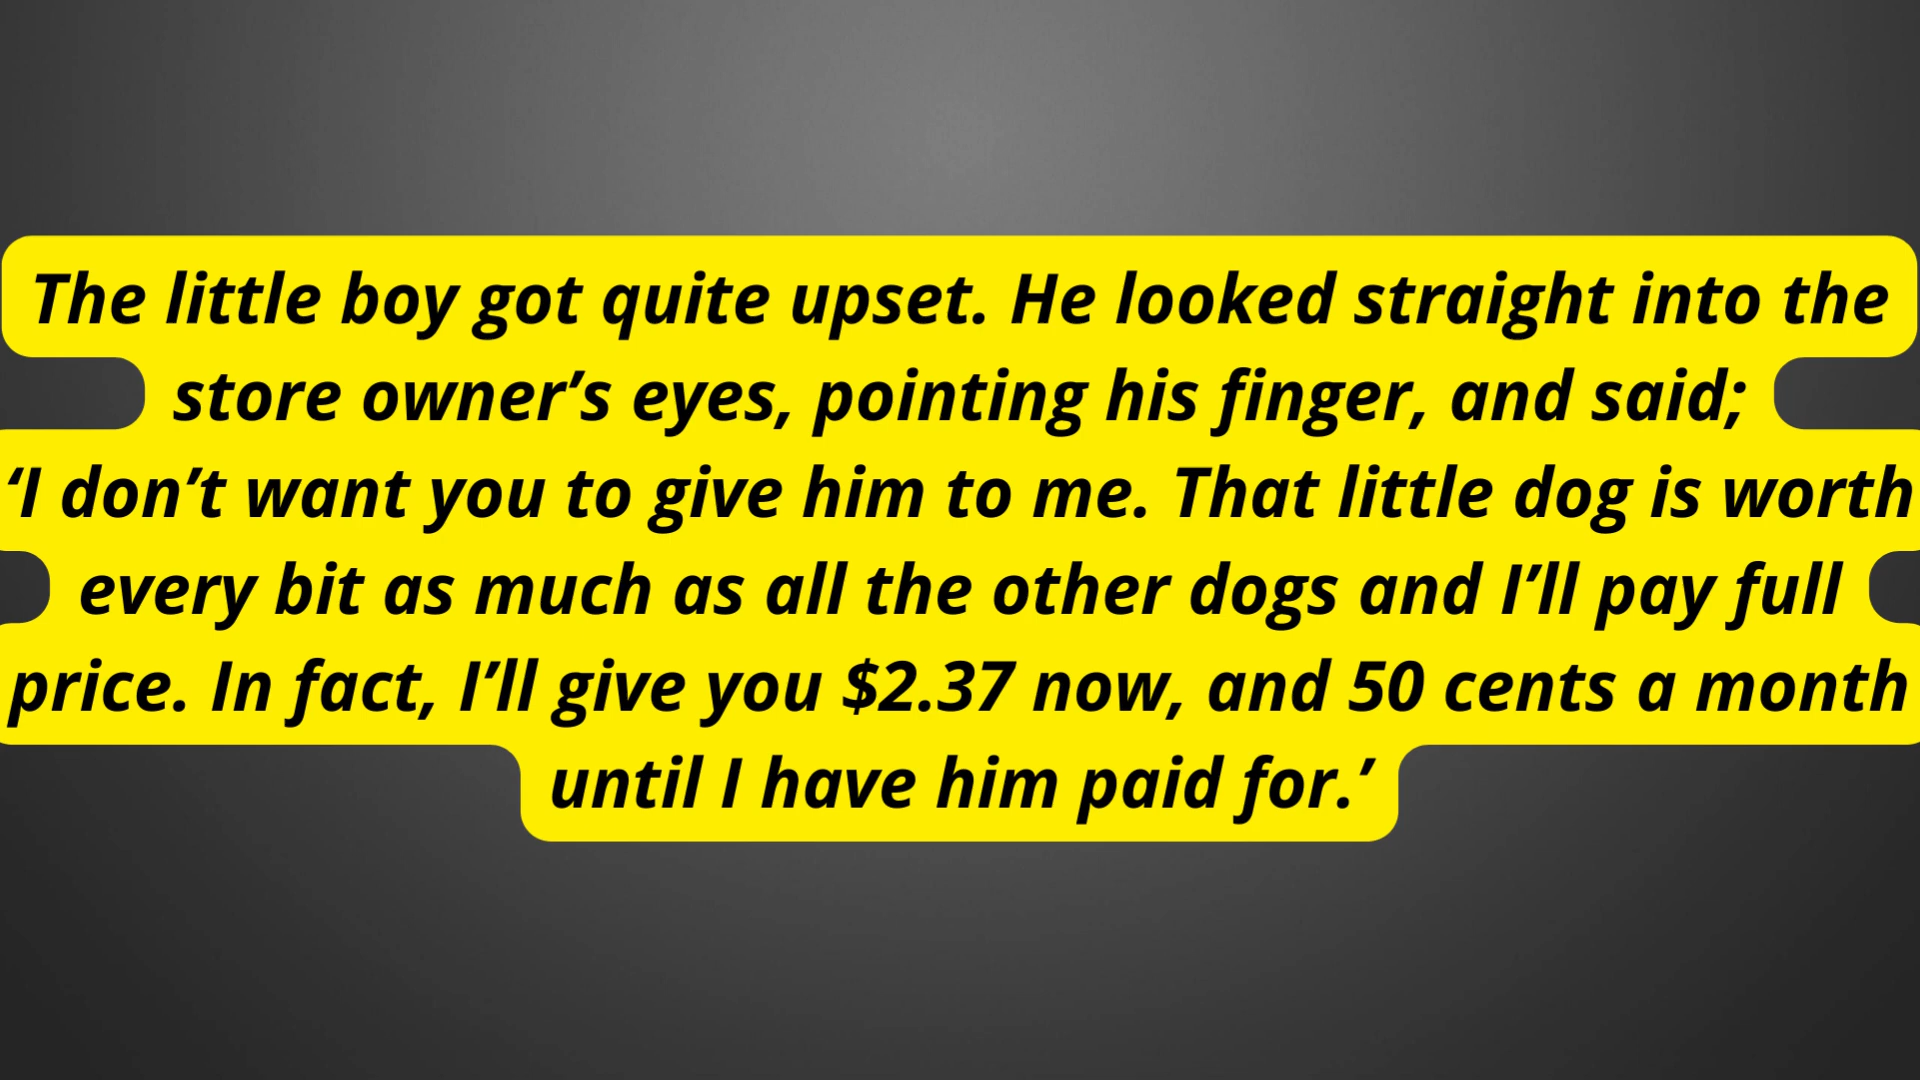 The little boy got quite upset. He looked straight into the
store owner’s eyes, pointing his finger, and said;
‘I don’t want you to give him to me. That little dog is worth
every bit as much as all the other dogs and I’ll pay full
price. In fact, I’ll give you $2.37 now, and 50 cents a month
until I have him paid for.’